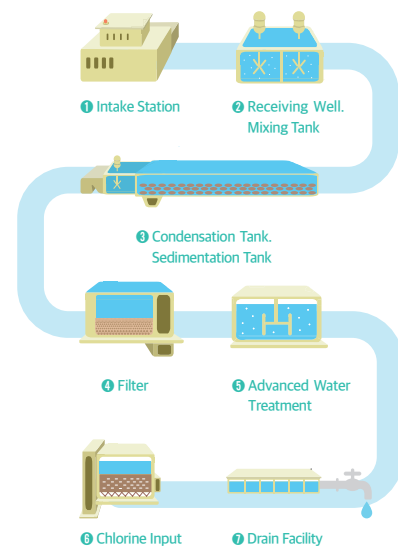 ❶ Intake Station
❷ Receiving Well.
Mixing Tank
❸ Condensation Tank.
Sedimentation Tank
❹ Filter
❺ Advanced Water
Treatment
❻ Chlorine Input
❼ Drain Facility